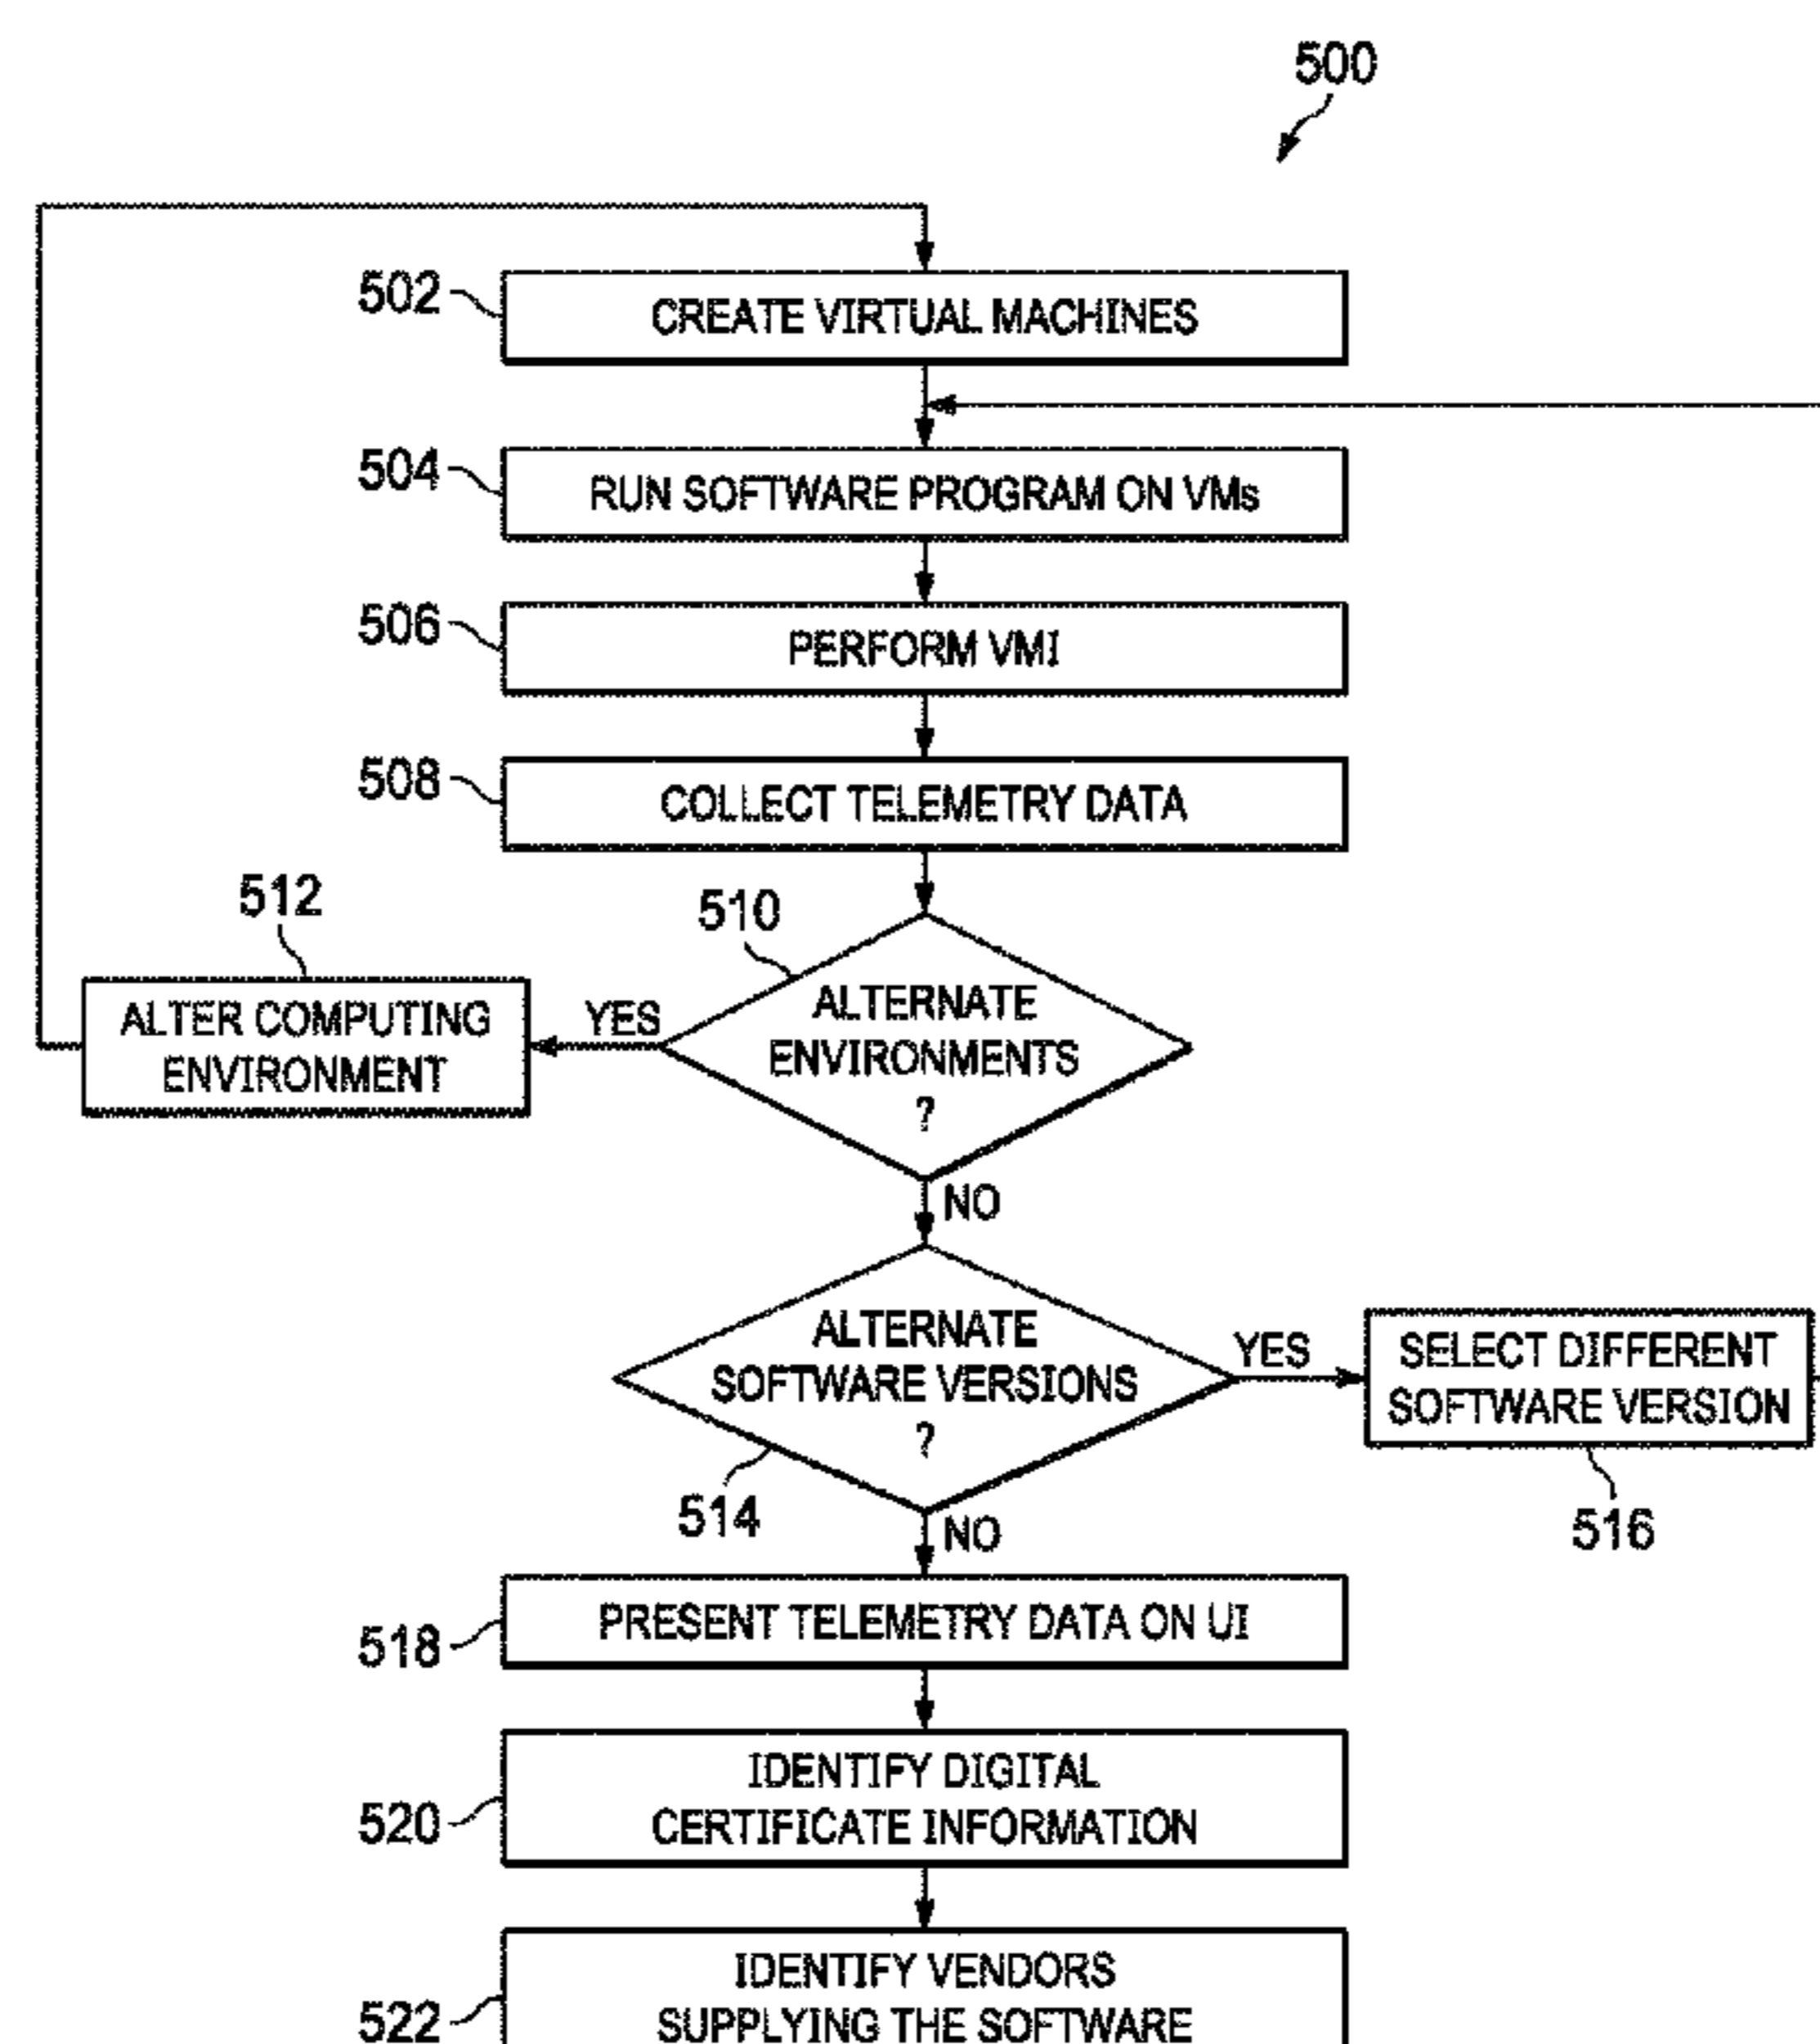 500
502
CREATE VIRTUAL MACHINES
504
RUN SOFTWARE PROGRAM ON VMs
506
PERFORM VMI
508
COLLECT TELEMETRY DATA
512
510
ALTER COMPUTING
ENVIRONMENT
YES
ALTERNATE
ENVIRONMENTS
?
NO
ALTERNATE
SOFTWARE VERSIONS
?
YES
SELECT DIFFERENT
SOFTWARE VERSION
514
516
NO
518
PRESENT TELEMETRY DATA ON UI
520
IDENTIFY DIGITAL
CERTIFICATE INFORMATION
522
IDENTIFY VENDORS
SUPPLYING THE SOFTWARE